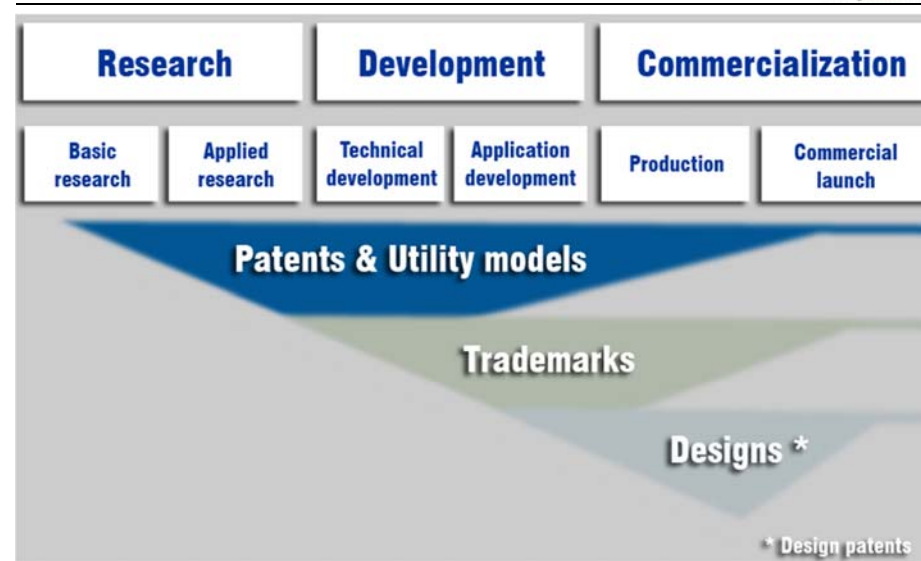 Research
Development
Commercialization
Basic
research
Applied
research
Technical
development
Application
development
Production
Commercial
launch
Patents & Utility models
Trademarks
Designs *
* Design patents